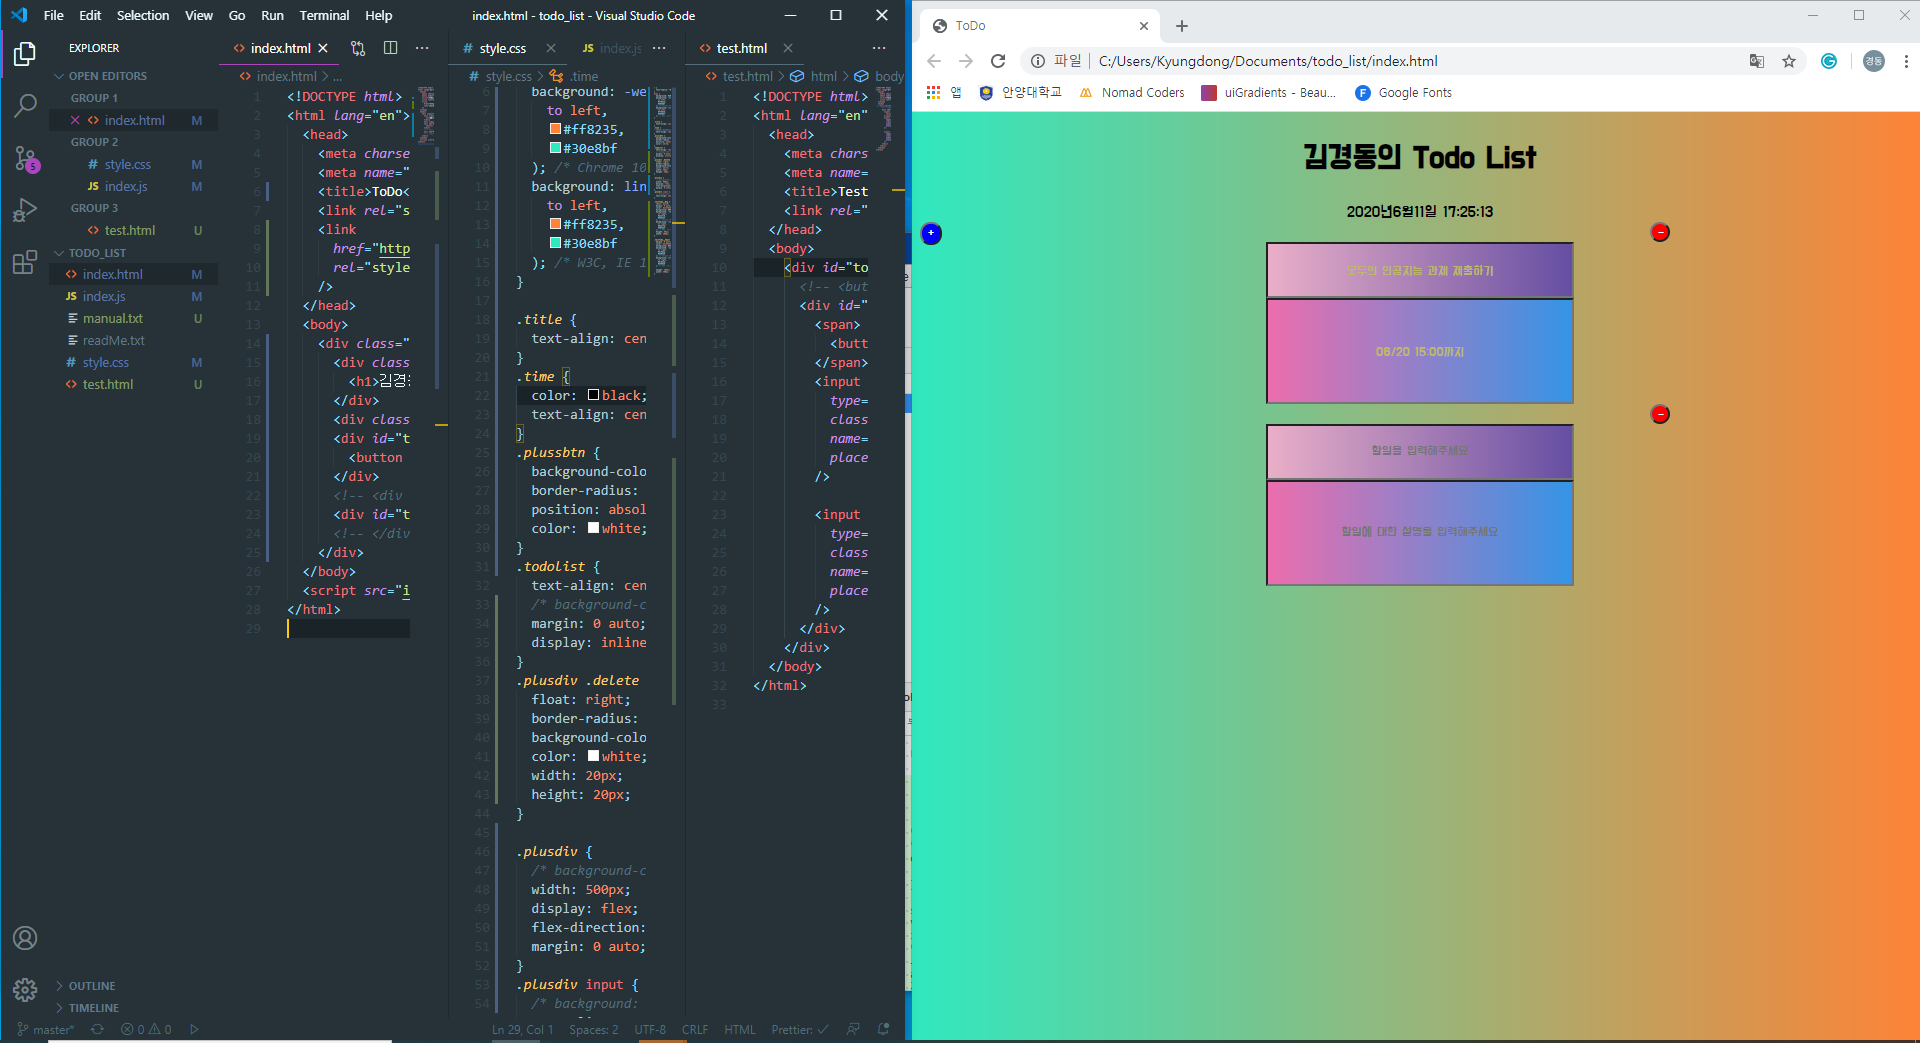 File Edit Selection View Go Run Terminal Help
index.html - todo_list - Visual Studio Code
EXPLORER
OPEN EDITORS
GROUP 1
index.html M
GROUP 2
style.css M
JS index.js M
GROUP 3
test.html U
TODO_LIST
index.html M
JS index.js M
manual.txt U
readMe.txt
style.css M
test.html U
OUTLINE
TIMELINE
5
index.html
index.html > ...
1 <!DOCTYPE html>
2 <html lang="en">
3 <head>
4 <meta charse
5 <meta name="
6 <title>ToDo<
7 <link rel="s
8 <link
9 href="http
10 rel="style
11 />
12 </head>
13 <body>
14 <div class="
15 <div class
16 <h1>김경
17 </div>
18 <div class
19 <div id="t
20 <button
21 </div>
22 <!-- <div
23 <div id="t
24 <!-- </div
25 </div>
26 </body>
27 <script src="i
28 </html>
29
style.css JS index.js
# style.css > .time
6 background: -we
7 to left,
8 #ff8235,
9 #30e8bf
10 ); /* Chrome 10
11 background: lin
12 to left,
13 #ff8235,
14 #30e8bf
15 ); /* W3C, IE 1
16 }
17
18 .title {
19 text-align: cen
20 }
21 .time {
22 color: black;
23 text-align: cen
24 }
25 .plussbtn {
26 background-colo
27 border-radius:
28 position: absol
29 color: white;
30 }
31 .todolist {
32 text-align: cen
33 /* background-c
34 margin: 0 auto;
35 display: inline
36 }
37 .plusdiv .delete
38 float: right;
39 border-radius:
40 background-colo
41 color: white;
42 width: 20px;
43 height: 20px;
44 }
45
46 .plusdiv {
47 /* background-c
48 width: 500px;
49 display: flex;
50 flex-direction:
51 margin: 0 auto;
52 }
53 .plusdiv input {
54 /* background:
test.html
test.html > html > body
1 <!DOCTYPE html>
2 <html lang="en"
3 <head>
4 <meta chars
5 <meta name=
6 <title>Test
7 <link rel="
8 </head>
9 <body>
10 <div id="to
11 <!-- <but
12 <div id="
13 <span>
14 <butt
15 </span>
16 <input
17 type=
18 class
19 name=
20 place
21 />
22
23 <input
24 type=
25 class
26 name=
27 place
28 />
29 </div>
30 </div>
31 </body>
32 </html>
33
master* 0 0 Ln 29, Col 1 Spaces: 2 UTF-8 CRLF HTML Prettier: ✓
ToDo
파일 | C:/Users/Kyungdong/Documents/todo_list/index.html 경동
앱 안양대학교 Nomad Coders uiGradients - Beau... Google Fonts
김경동의 Todo List
2020년6월11일 17:25:13
+
-
모두의 인공지능 과제 제출하기
06/20 15:00까지
-
할일을 입력해주세요
할일에 대한 설명을 입력해주세요